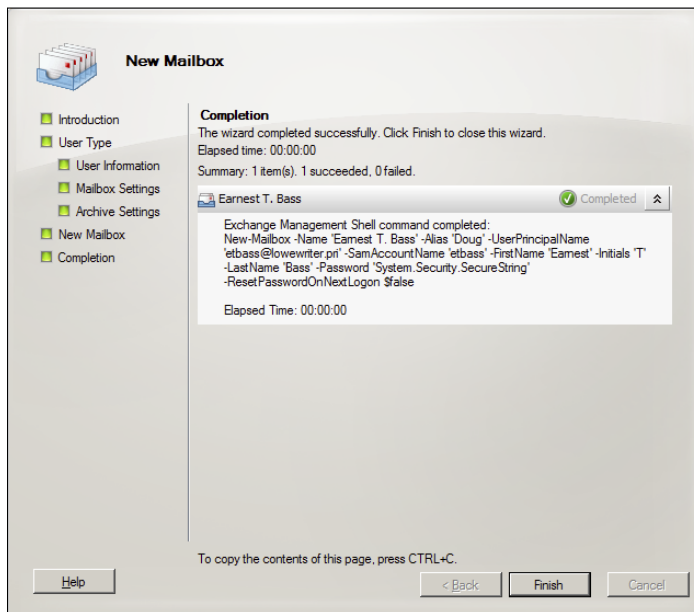 New Mailbox
Introduction
User Type
User Information
Mailbox Settings
Archive Settings
New Mailbox
Completion
Completion
The wizard completed successfully. Click Finish to close this wizard.
Elapsed time: 00:00:00
Summary: 1 item(s). 1 succeeded, 0 failed.
Earnest T. Bass
Completed
Exchange Management Shell command completed:
New-Mailbox -Name 'Earnest T. Bass' -Alias 'Doug' -UserPrincipalName
'etbass@lowewriter.pri' -SamAccountName 'etbass' -FirstName 'Earnest' -Initials 'T'
-LastName 'Bass' -Password 'System.Security.SecureString'
-ResetPasswordOnNextLogon $false
Elapsed Time: 00:00:00
To copy the contents of this page, press CTRL+C.
Help
< Back
Finish
Cancel